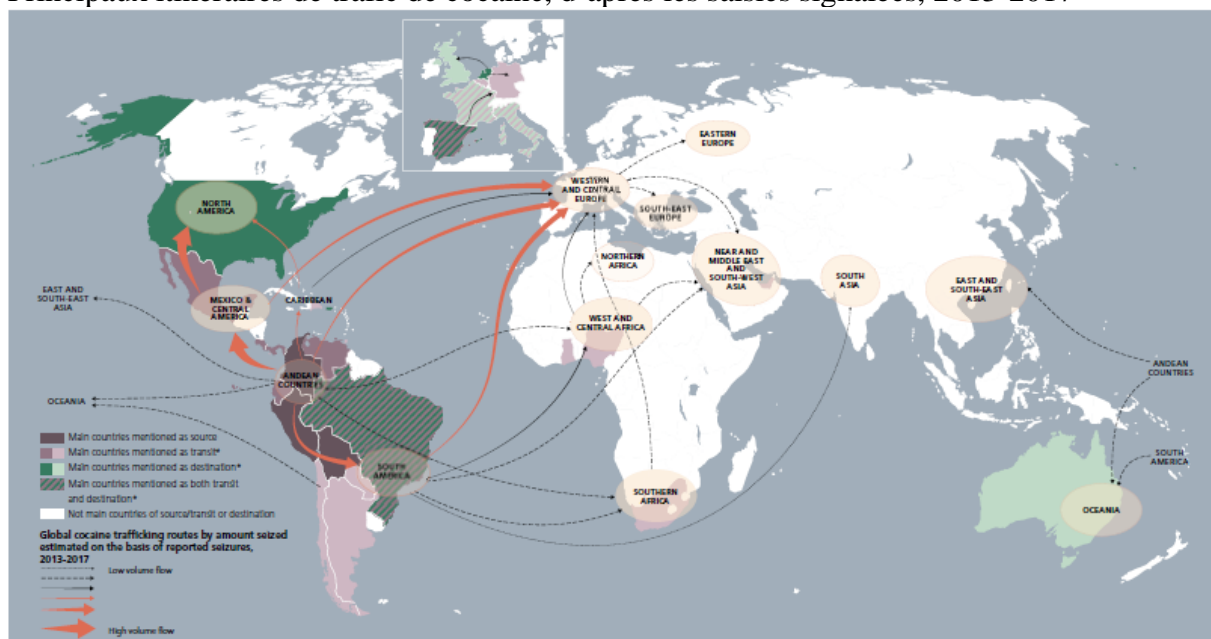 Principaux itinéraires de trafic de cocaïne, d'après les saisies signalées, 2013-2017
EASTERN
EUROPE
WESTERN
AND CENTRAL
EUROPE
NORTH
AMERICA
SOUTH-EAST
EUROPE
NORTHERN
AFRICA
NEAR AND
MIDDLE EAST
AND
SOUTH-WEST
ASIA
SOUTH
ASIA
EAST AND
SOUTH-EAST
ASIA
EAST AND
SOUTH-EAST
ASIA
MEXICO &
CENTRAL
AMERICA
CARIBBEAN
WEST AND
CENTRAL AFRICA
ANDEAN
COUNTRIES
ANDEAN
COUNTRIES
OCEANIA
SOUTH
AMERICA
SOUTH
AMERICA
SOUTHERN
AFRICA
OCEANIA
Main countries mentioned as source
Main countries mentioned as transit*
Main countries mentioned as destination*
Main countries mentioned as both transit
and destination*
Not main countries of source/transit or destination
Global cocaine trafficking routes by amount seized
estimated on the basis of reported seizures,
2013-2017
Low volume flow
High volume flow